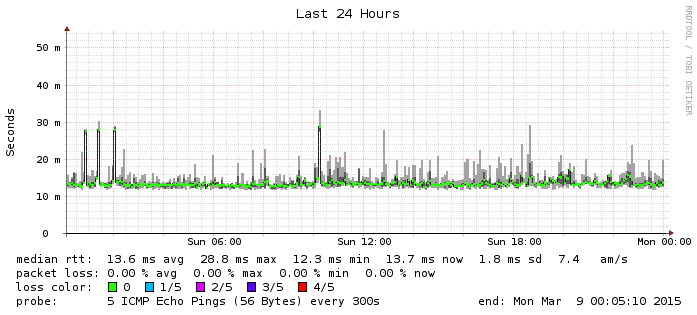 Last 24 Hours
RRDTOOL / TOBI OETIKER
Seconds
50 m
40 m
30 m
20 m
10 m
0
Sun 06:00 Sun 12:00 Sun 18:00 Mon 00:00
median rtt: 13.6 ms avg 28.8 ms max 12.3 ms min 13.7 ms now 1.8 ms sd 7.4 am/s
packet loss: 0.00 % avg 0.00 % max 0.00 % min 0.00 % now
loss color: 0 1/5 2/5 3/5 4/5
probe: 5 ICMP Echo Pings (56 Bytes) every 300s end: Mon Mar 9 00:05:10 2015